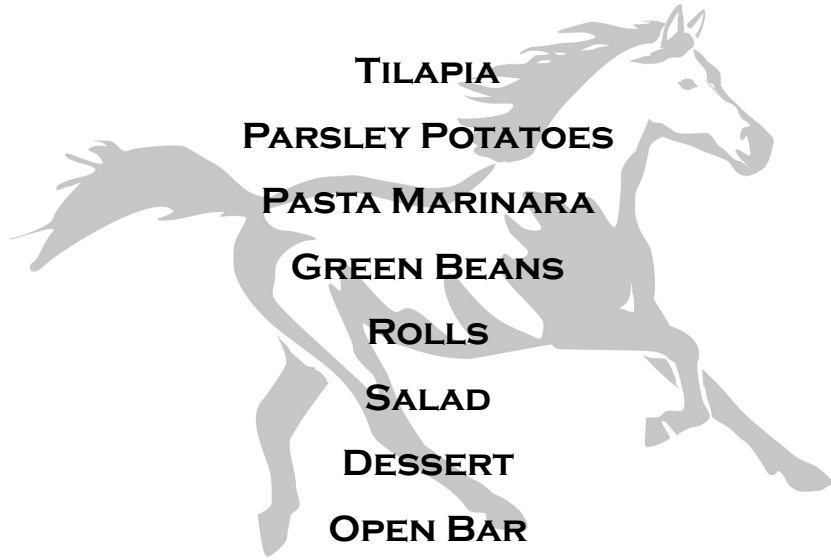 Tilapia
Parsley Potatoes
Pasta Marinara
Green Beans
Rolls
Salad
Dessert
Open Bar